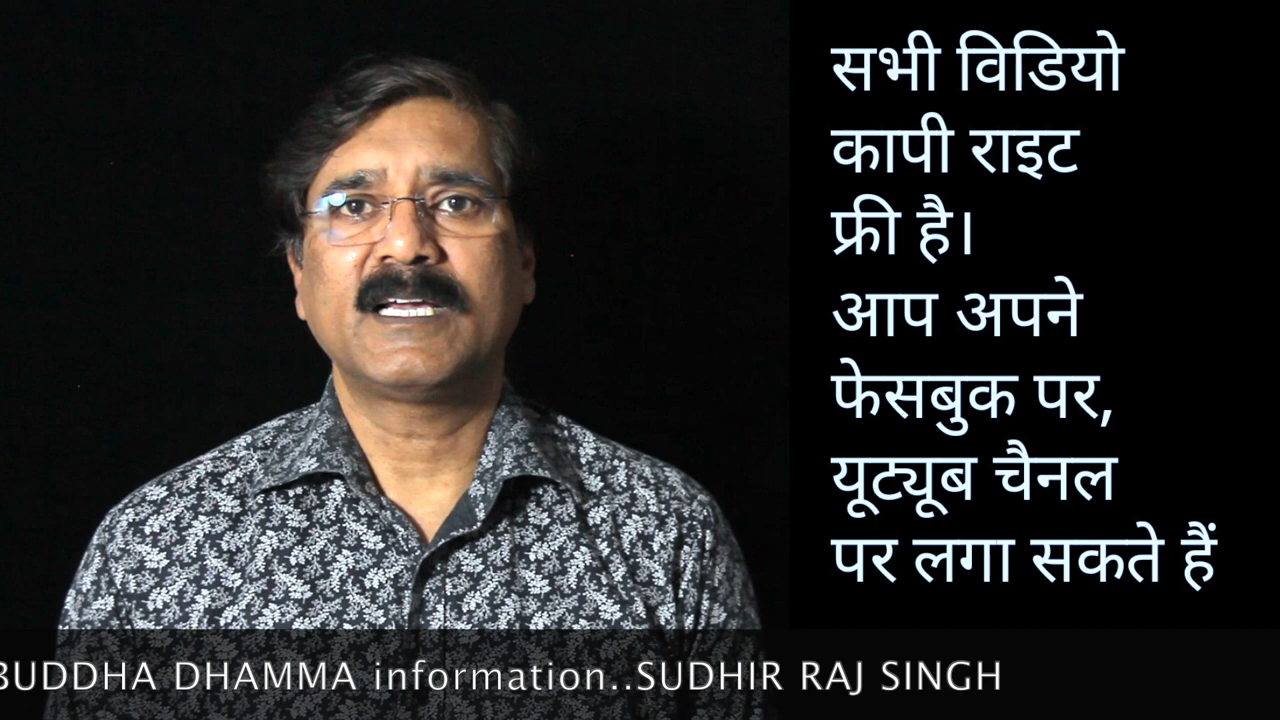 सभी विडियो
कापी राइट
फ्री है।
आप अपने
फेसबुक पर,
यूट्यूब चैनल
पर लगा सकते हैं
BUDDHA DHAMMA information..SUDHIR RAJ SINGH